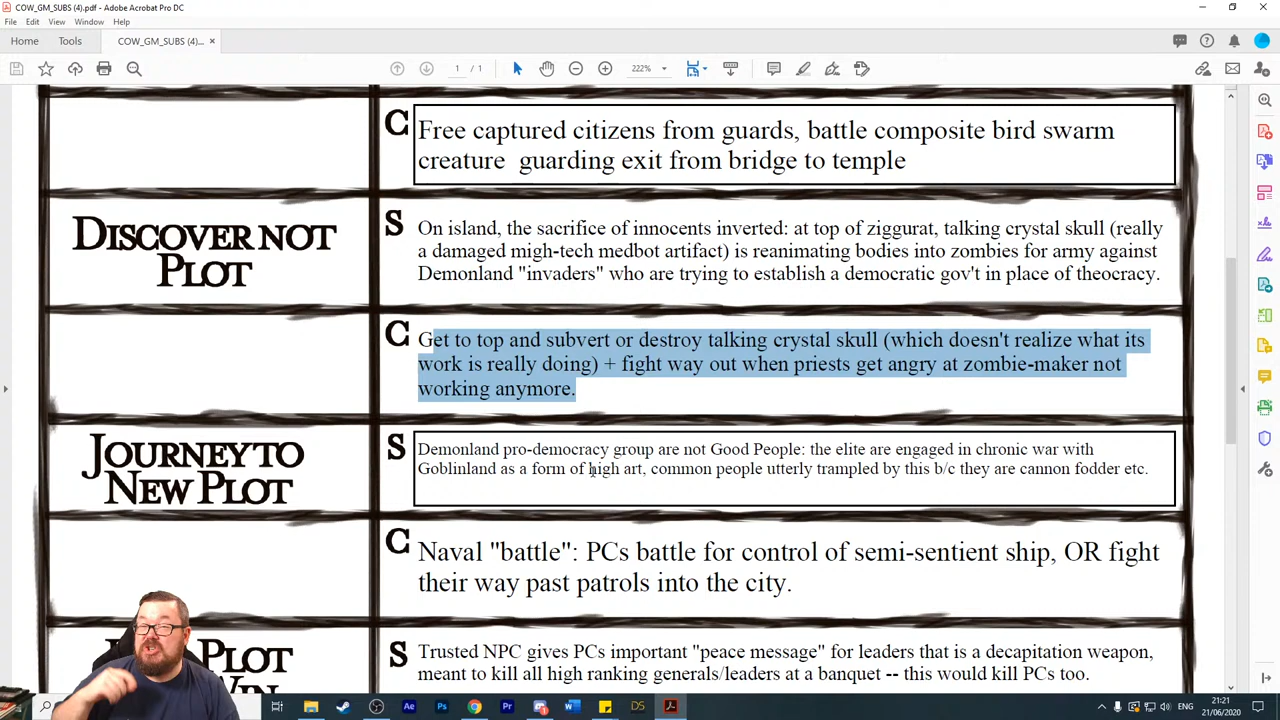 COW_GM_SUBS (4).pdf - Adobe Acrobat Pro DC
File Edit View Window Help
Home Tools COW_GM_SUBS (4)... ×
1 / 1 222%
C Free captured citizens from guards, battle composite bird swarm
creature guarding exit from bridge to temple
DISCOVER NOT
PLOT
S On island, the sacrifice of innocents inverted: at top of ziggurat, talking crystal skull (really
a damaged migh-tech medbot artifact) is reanimating bodies into zombies for army against
Demonland "invaders" who are trying to establish a democratic gov't in place of theocracy.
C Get to top and subvert or destroy talking crystal skull (which doesn't realize what its
work is really doing) + fight way out when priests get angry at zombie-maker not
working anymore.
JOURNEY TO
NEW PLOT
S Demonland pro-democracy group are not Good People: the elite are engaged in chronic war with
Goblinland as a form of high art, common people utterly trampled by this b/c they are cannon fodder etc.
C Naval "battle": PCs battle for control of semi-sentient ship, OR fight
their way past patrols into the city.
PLOT
S Trusted NPC gives PCs important "peace message" for leaders that is a decapitation weapon,
meant to kill all high ranking generals/leaders at a banquet -- this would kill PCs too.
Ae Ps Pr DS
21:21
21/06/2020